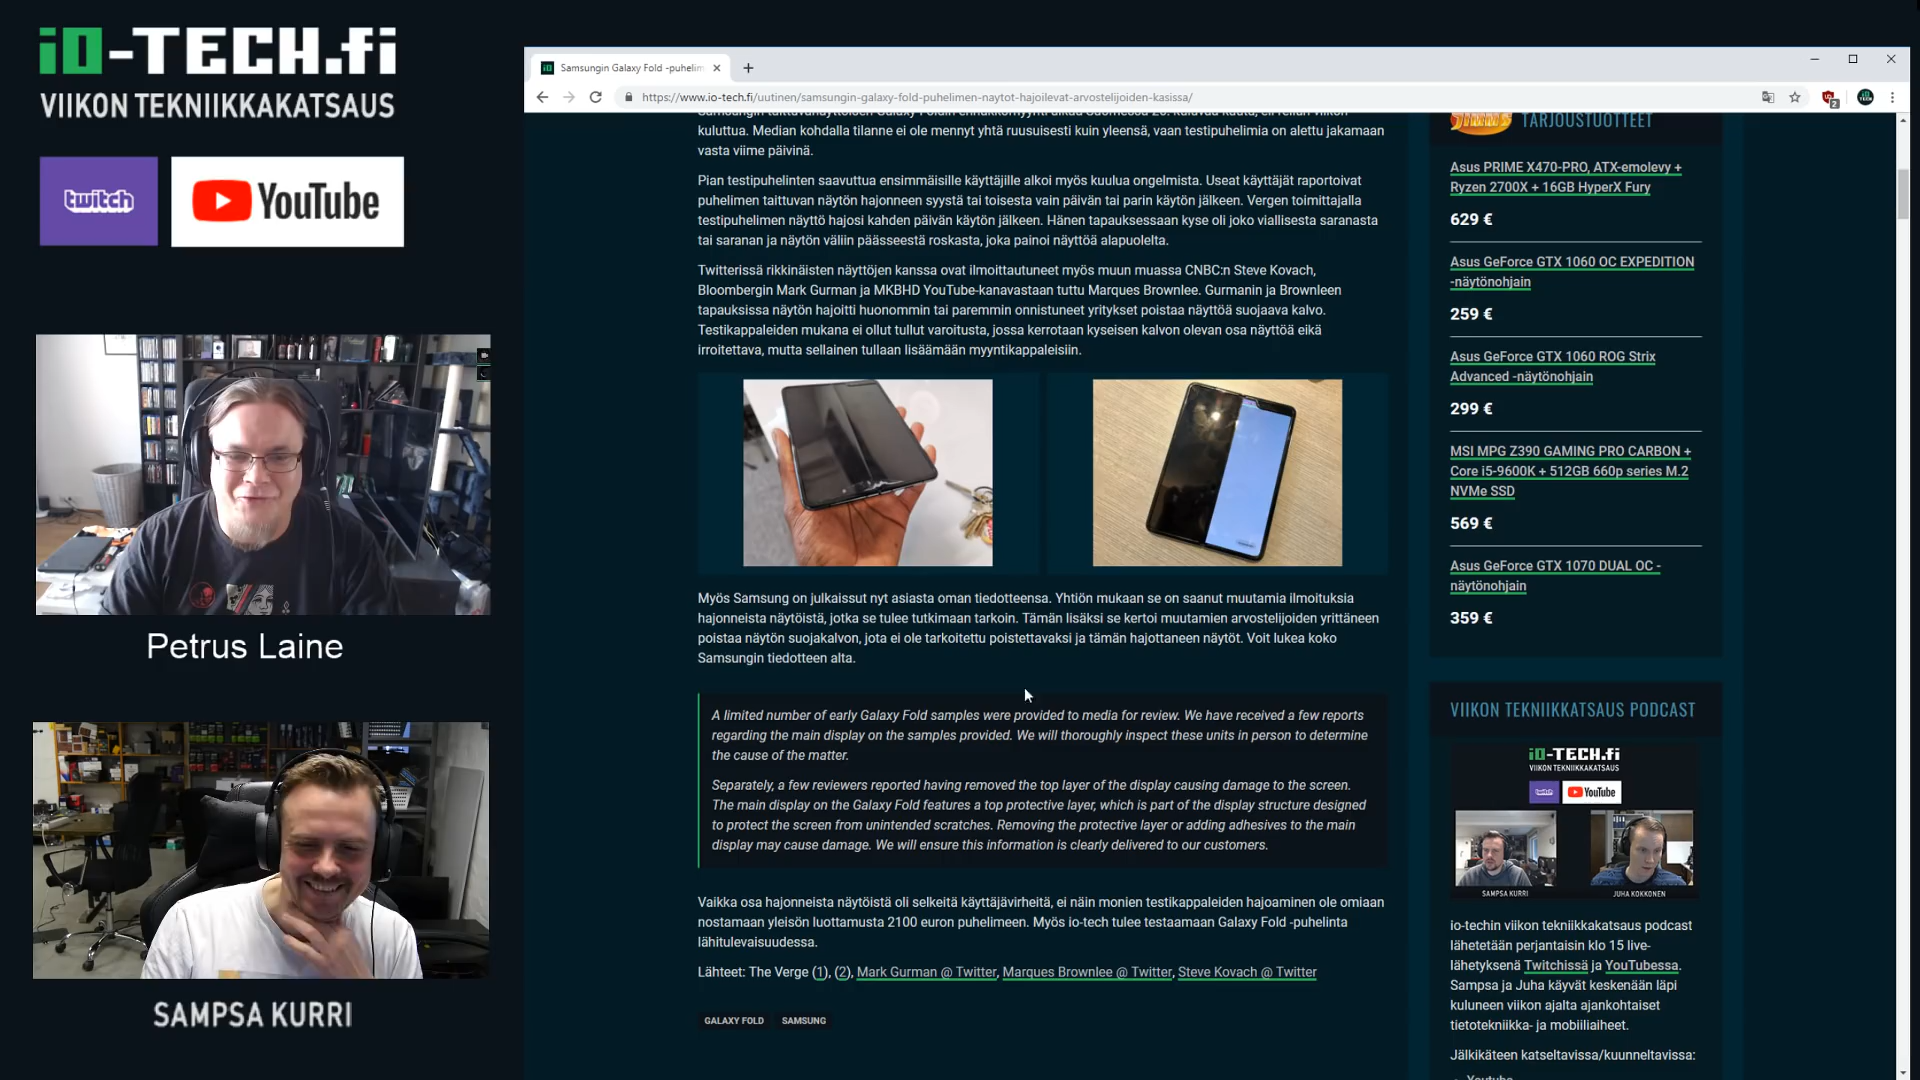 iO-TECH.fi
VIIKON TEKNIIKKAKATSAUS
twitch
YouTube
Petrus Laine
SAMPSA KURRI
Samsungin Galaxy Fold -puhelim
https://www.io-tech.fi/uutinen/samsungin-galaxy-fold-puhelimen-naytot-hajoilevat-arvostelijoiden-kasissa/
2
kuluttua. Median kohdalla tilanne ei ole mennyt yhtä ruusuisesti kuin yleensä, vaan testipuhelimia on alettu jakamaan
vasta viime päivinä.
Pian testipuhelinten saavuttua ensimmäisille käyttäjille alkoi myös kuulua ongelmista. Useat käyttäjät raportoivat
puhelimen taittuvan näytön hajonneen syystä tai toisesta vain päivän tai parin käytön jälkeen. Vergen toimittajalla
testipuhelimen näyttö hajosi kahden päivän käytön jälkeen. Hänen tapauksessaan kyse oli joko viallisesta saranasta
tai saranan ja näytön väliin päässeestä roskasta, joka painoi näyttöä alapuolelta.
Twitterissä rikkinäisten näyttöjen kanssa ovat ilmoittautuneet myös muun muassa CNBC:n Steve Kovach,
Bloombergin Mark Gurman ja MKBHD YouTube-kanavastaan tuttu Marques Brownlee. Gurmanin ja Brownleen
tapauksissa näytön hajoitti huonommin tai paremmin onnistuneet yritykset poistaa näyttöä suojaava kalvo.
Testikappaleiden mukana ei ollut tullut varoitusta, jossa kerrotaan kyseisen kalvon olevan osa näyttöä eikä
irroitettava, mutta sellainen tullaan lisäämään myyntikappaleisiin.
Myös Samsung on julkaissut nyt asiasta oman tiedotteensa. Yhtiön mukaan se on saanut muutamia ilmoituksia
hajonneista näytöistä, jotka se tulee tutkimaan tarkoin. Tämän lisäksi se kertoi muutamien arvostelijoiden yrittäneen
poistaa näytön suojakalvon, jota ei ole tarkoitettu poistettavaksi ja tämän hajottaneen näytöt. Voit lukea koko
Samsungin tiedotteen alta.
A limited number of early Galaxy Fold samples were provided to media for review. We have received a few reports
regarding the main display on the samples provided. We will thoroughly inspect these units in person to determine
the cause of the matter.
Separately, a few reviewers reported having removed the top layer of the display causing damage to the screen.
The main display on the Galaxy Fold features a top protective layer, which is part of the display structure designed
to protect the screen from unintended scratches. Removing the protective layer or adding adhesives to the main
display may cause damage. We will ensure this information is clearly delivered to our customers.
Vaikka osa hajonneista näytöistä oli selkeitä käyttäjävirheitä, ei näin monien testikappaleiden hajoaminen ole omiaan
nostamaan yleisön luottamusta 2100 euron puhelimeen. Myös io-tech tulee testaamaan Galaxy Fold -puhelinta
lähitulevaisuudessa.
Lähteet: The Verge (1), (2), Mark Gurman @ Twitter, Marques Brownlee @ Twitter, Steve Kovach @ Twitter
GALAXY FOLD SAMSUNG
TARJOUSTUOTTEET
Asus PRIME X470-PRO, ATX-emolevy +
Ryzen 2700X + 16GB HyperX Fury
629 €
Asus GeForce GTX 1060 OC EXPEDITION
-näytönohjain
259 €
Asus GeForce GTX 1060 ROG Strix
Advanced -näytönohjain
299 €
MSI MPG Z390 GAMING PRO CARBON +
Core i5-9600K + 512GB 660p series M.2
NVMe SSD
569 €
Asus GeForce GTX 1070 DUAL OC -
näytönohjain
359 €
VIIKON TEKNIIKKATSAUS PODCAST
iO-TECH.fi
VIIKON TEKNIIKKAKATSAUS
twitch
YouTube
SAMPSA KURRI
JUHA KOKKONEN
io-techin viikon tekniikkakatsaus podcast
lähetetään perjantaisin klo 15 live-
lähetyksenä Twitchissä ja YouTubessa.
Sampsa ja Juha käyvät keskenään läpi
kuluneen viikon ajalta ajankohtaiset
tietotekniikka- ja mobiiliaiheet.
Jälkikäteen katseltavissa/kuunneltavissa: